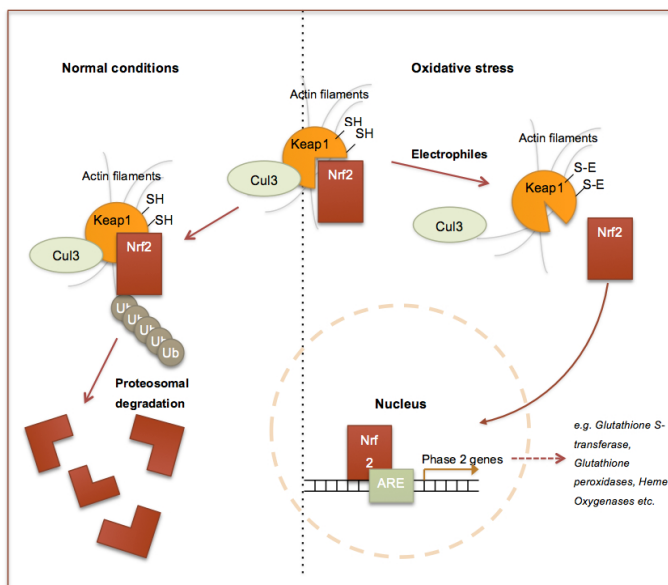 Normal conditions
Oxidative stress
Actin filaments
SH
SH
Keap1
Cul3
Nrf2
Electrophiles
Actin filaments
S-E
S-E
Keap1
Cul3
Nrf2
Actin filaments
SH
SH
Keap1
Cul3
Nrf2
Ub
Ub
Ub
Ub
Ub
Proteosomal
degradation
Nucleus
Nrf
2
ARE
Phase 2 genes
e.g. Glutathione S-
transferase,
Glutathione
peroxidases, Heme
Oxygenases etc.